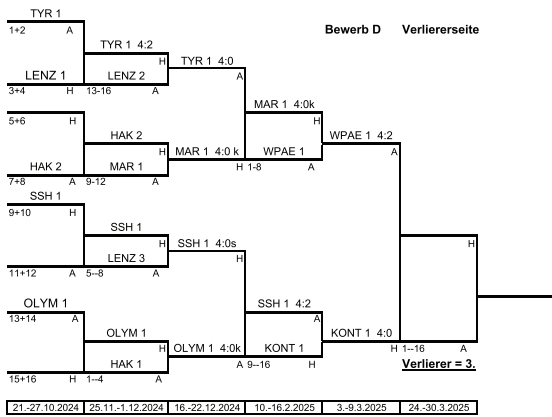 TYR 1
1+2 A
Bewerb D Verliererseite
TYR 1 4:2
H
TYR 1 4:0
A
LENZ 1
LENZ 2
3+4 H
13-16 A
MAR 1 4:0k
H
5+6 H
HAK 2
H
WPAE 1 4:2
A
MAR 1 4:0 k
WPAE 1
H
1-8 A
HAK 2
MAR 1
7+8 A
9-12 A
SSH 1
9+10 H
SSH 1
H
H
SSH 1 4:0s
H
LENZ 3
11+12 A
5--8 A
OLYM 1
13+14 A
SSH 1 4:2
A
OLYM 1
H
KONT 1 4:0
H
1--16 A
OLYM 1 4:0k
KONT 1
A
9--16 H
HAK 1
Verlierer = 3.
15+16 H
1--4 A
21.-27.10.2024 25.11.-1.12.2024 16.-22.12.2024 10.-16.2.2025 3.-9.3.2025 24.-30.3.2025